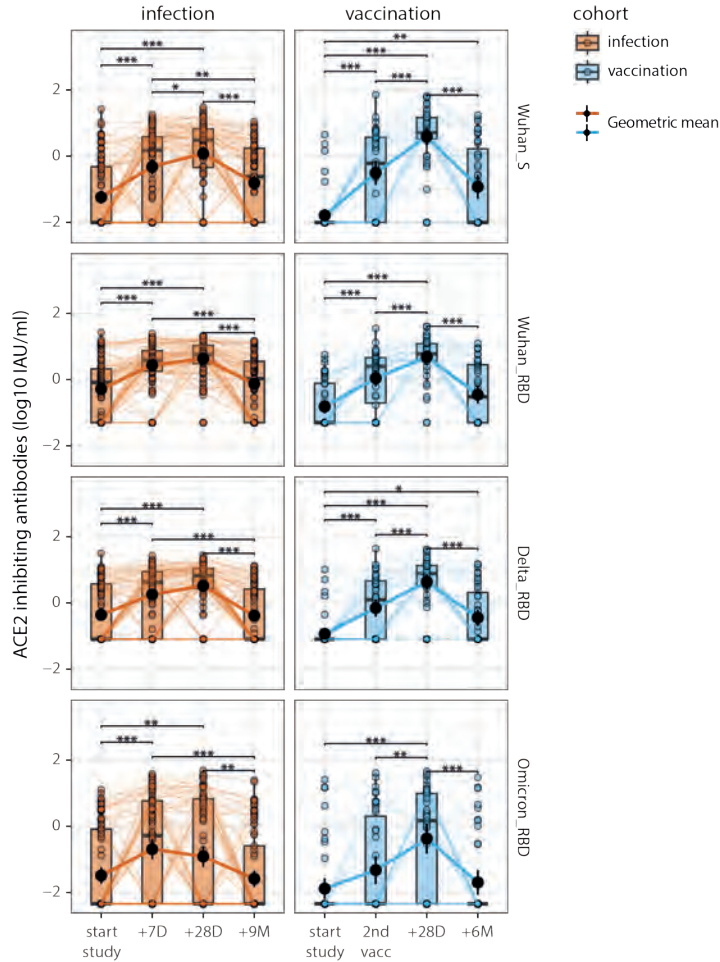 infection vaccination cohort
infection
vaccination
Geometric mean
ACE2 inhibiting antibodies (log10 IAU/ml)
*** ***
** *
*** **
*** ***
*** ***
2
0
−2
Wuhan_S
*** ***
*** ***
*** ***
***
***
2
0
−2
Wuhan_RBD
*** ***
*** ***
* ***
*** ***
***
2
0
−2
Delta_RBD
** ***
*** **
*** **
***
2
0
−2
Omicron_RBD
start study +7D +28D +9M
start study 2nd vacc +28D +6M